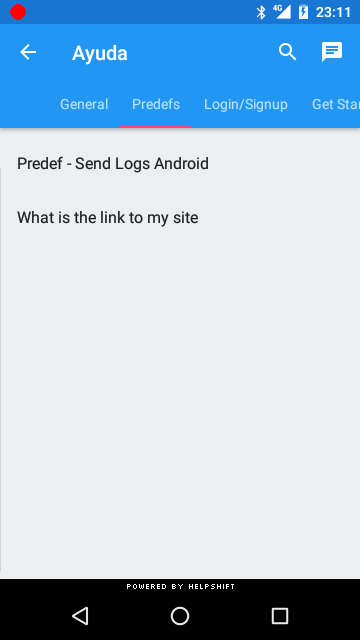 4G 23:11
Ayuda
General Predefs Login/Signup Get Star
Predef - Send Logs Android
What is the link to my site
POWERED BY HELPSHIFT